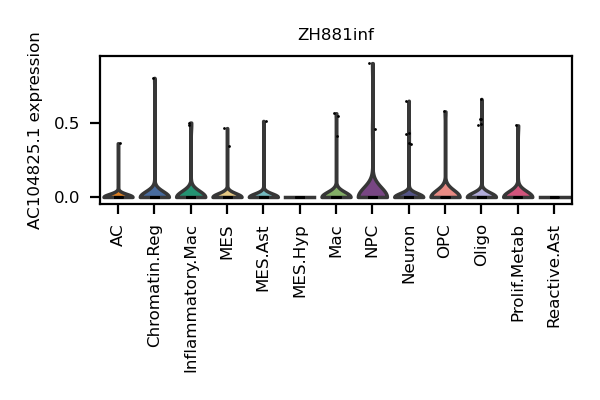 ZH881inf
AC104825.1 expression
0.5
0.0
AC
Chromatin.Reg
Inflammatory.Mac
MES
MES.Ast
MES.Hyp
Mac
NPC
Neuron
OPC
Oligo
Prolif.Metab
Reactive.Ast